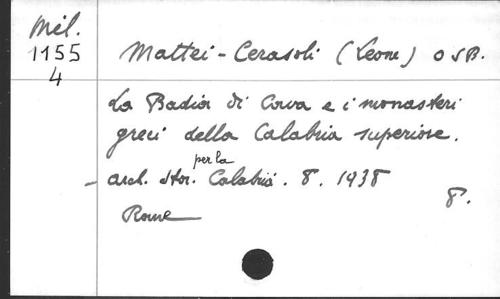 Mél.
1155
4
Mattei-Cerasoli (Leone) OSB.
La Badia di Cava e i monasteri
greci della Calabria superiore.
per la
- arch. stor. Calabria. 8. 1938
8.
Rome